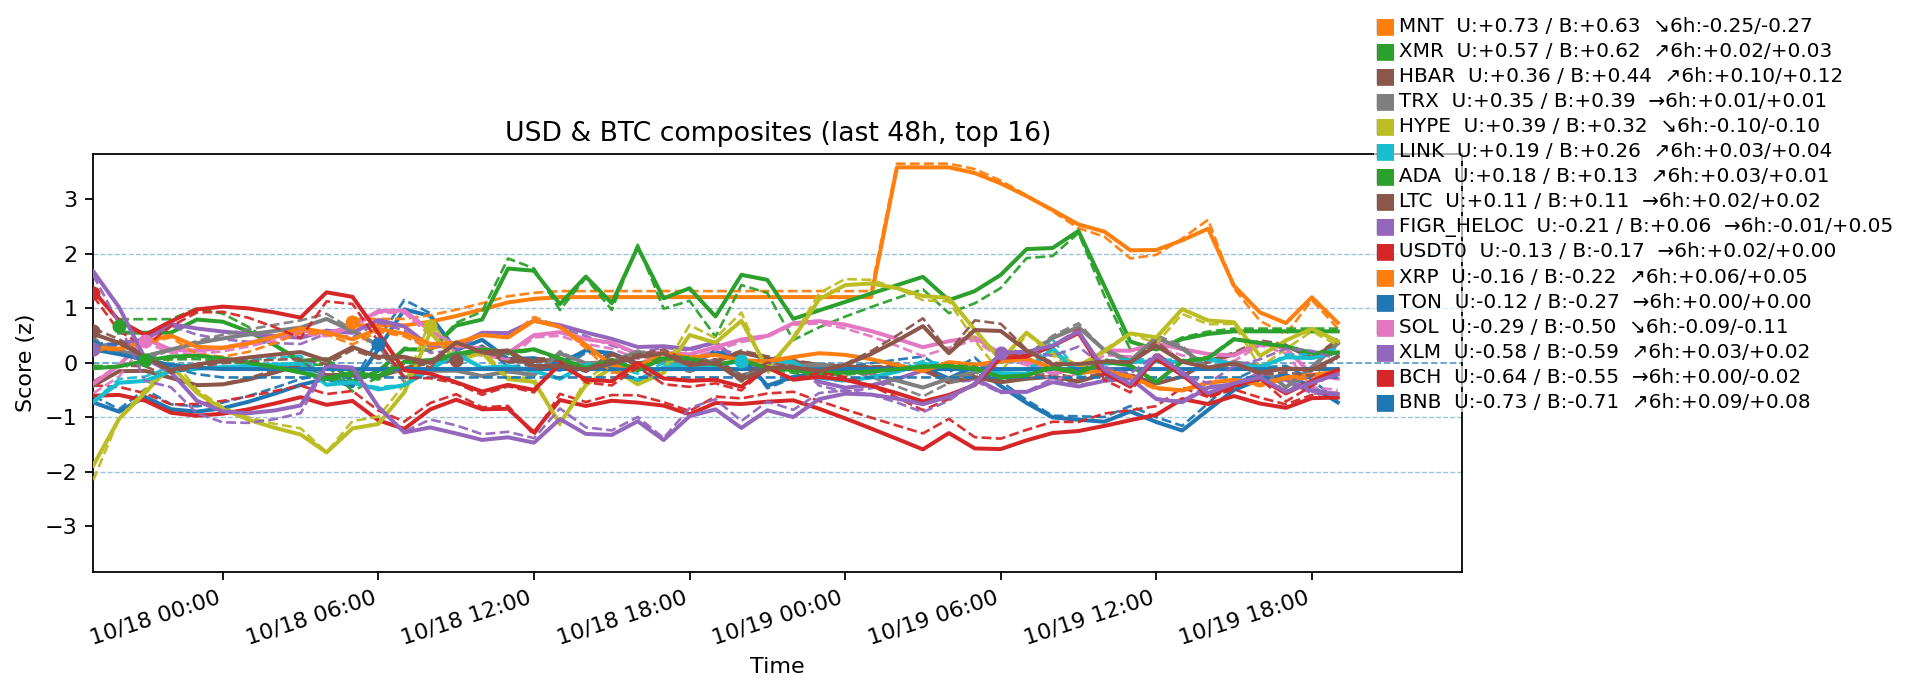 MNT  U:+0.73 / B:+0.63  ↘6h:-0.25/-0.27
XMR  U:+0.57 / B:+0.62  ↗6h:+0.02/+0.03
HBAR  U:+0.36 / B:+0.44  ↗6h:+0.10/+0.12
TRX  U:+0.35 / B:+0.39  →6h:+0.01/+0.01
HYPE  U:+0.39 / B:+0.32  ↘6h:-0.10/-0.10
LINK  U:+0.19 / B:+0.26  ↗6h:+0.03/+0.04
ADA  U:+0.18 / B:+0.13  ↗6h:+0.03/+0.01
LTC  U:+0.11 / B:+0.11  →6h:+0.02/+0.02
FIGR_HELOC  U:-0.21 / B:+0.06  →6h:-0.01/+0.05
USDT0  U:-0.13 / B:-0.17  →6h:+0.02/+0.00
XRP  U:-0.16 / B:-0.22  ↗6h:+0.06/+0.05
TON  U:-0.12 / B:-0.27  →6h:+0.00/+0.00
SOL  U:-0.29 / B:-0.50  ↘6h:-0.09/-0.11
XLM  U:-0.58 / B:-0.59  ↗6h:+0.03/+0.02
BCH  U:-0.64 / B:-0.55  →6h:+0.00/-0.02
BNB  U:-0.73 / B:-0.71  ↗6h:+0.09/+0.08
USD & BTC composites (last 48h, top 16)
Score (z)
3
2
1
0
−1
−2
−3
10/18 00:00
10/18 06:00
10/18 12:00
10/18 18:00
10/19 00:00
10/19 06:00
10/19 12:00
10/19 18:00
Time